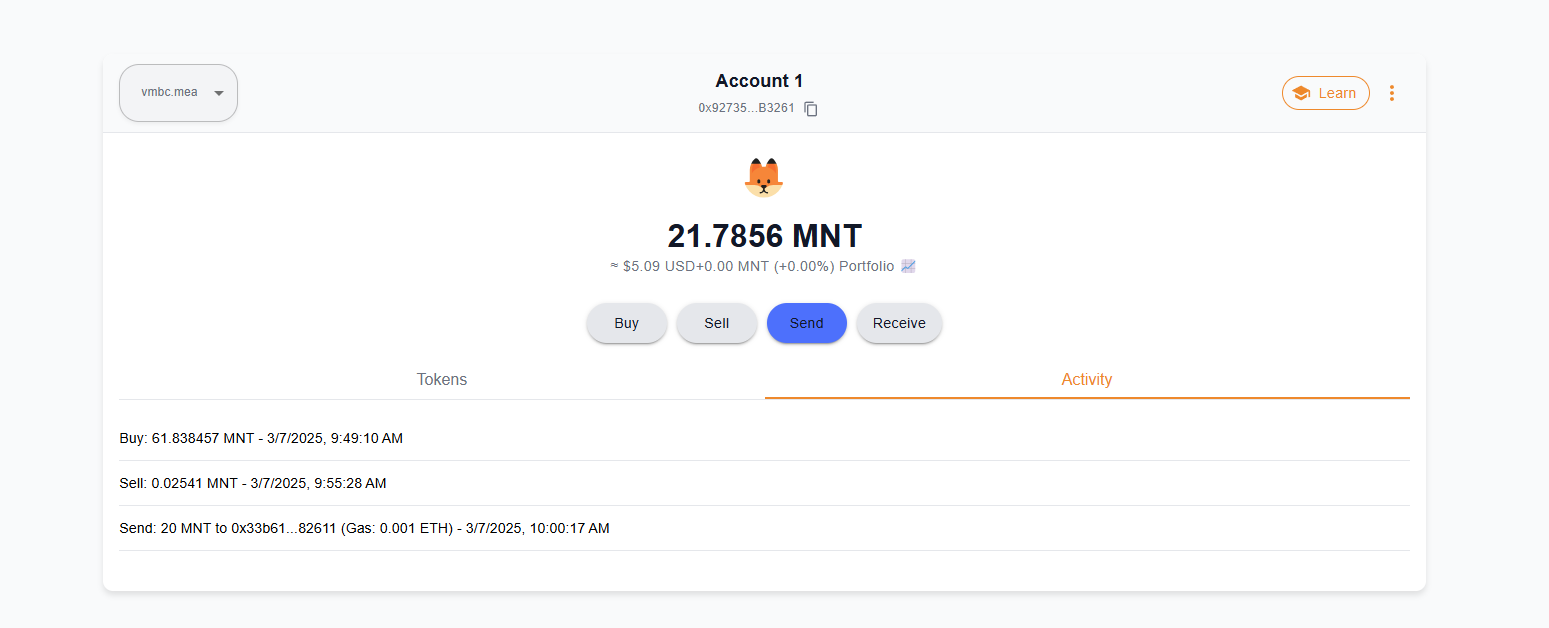 vmbc.mea
Account 1
0x92735...B3261
Learn
21.7856 MNT
≈ $5.09 USD+0.00 MNT (+0.00%) Portfolio
Buy
Sell
Send
Receive
Tokens
Activity
Buy: 61.838457 MNT - 3/7/2025, 9:49:10 AM
Sell: 0.02541 MNT - 3/7/2025, 9:55:28 AM
Send: 20 MNT to 0x33b61...82611 (Gas: 0.001 ETH) - 3/7/2025, 10:00:17 AM